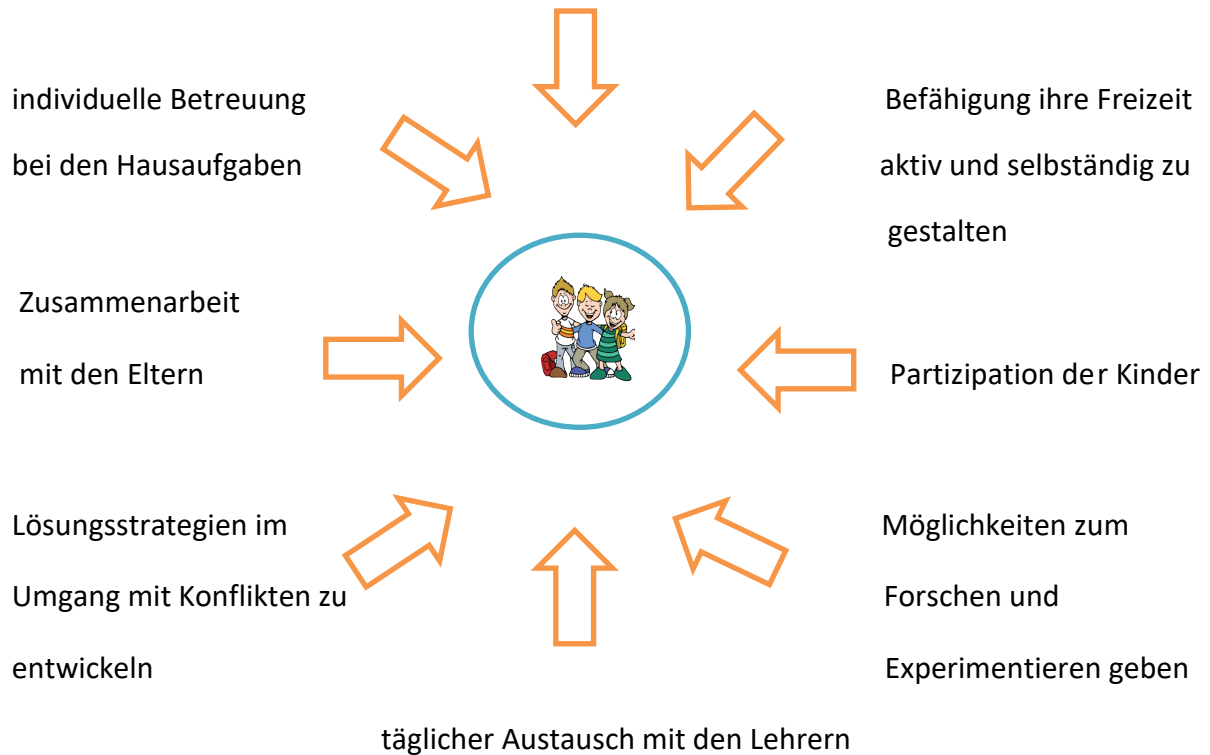 individuelle Betreuung
bei den Hausaufgaben
Befähigung ihre Freizeit
aktiv und selbständig zu
gestalten
Zusammenarbeit
mit den Eltern
Partizipation der Kinder
Lösungsstrategien im
Umgang mit Konflikten zu
entwickeln
Möglichkeiten zum
Forschen und
Experimentieren geben
täglicher Austausch mit den Lehrern